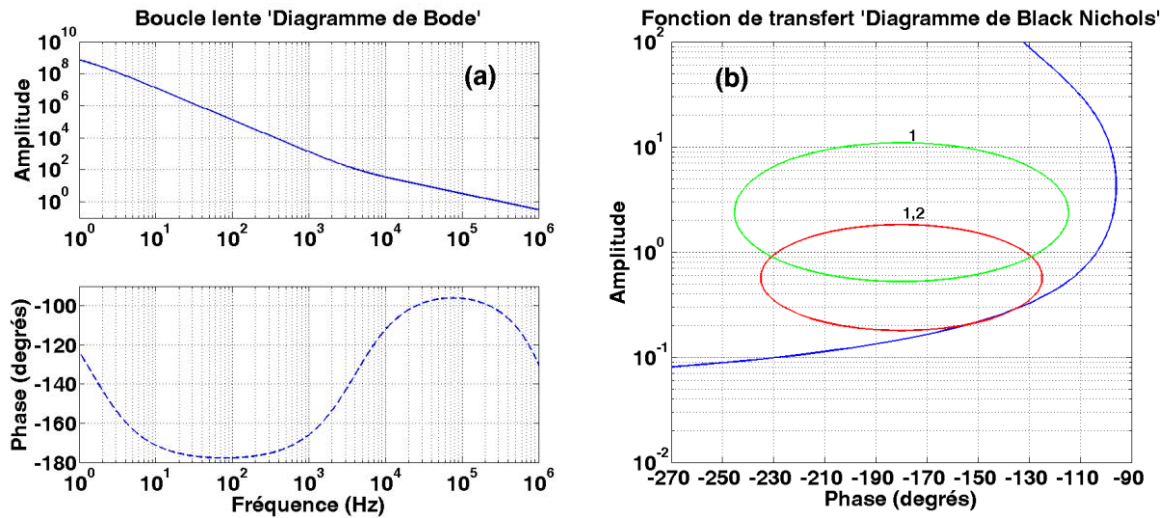 Boucle lente 'Diagramme de Bode'
Amplitude
10^10
10^8
10^6
10^4
10^2
10^0
(a)
10^0 10^1 10^2 10^3 10^4 10^5 10^6
Phase (degrés)
-100
-120
-140
-160
-180
10^0 10^1 10^2 10^3 10^4 10^5 10^6
Fréquence (Hz)
Fonction de transfert 'Diagramme de Black Nichols'
Amplitude
10^2
10^1
10^0
10^-1
10^-2
(b)
1
1,2
-270 -250 -230 -210 -190 -170 -150 -130 -110 -90
Phase (degrés)